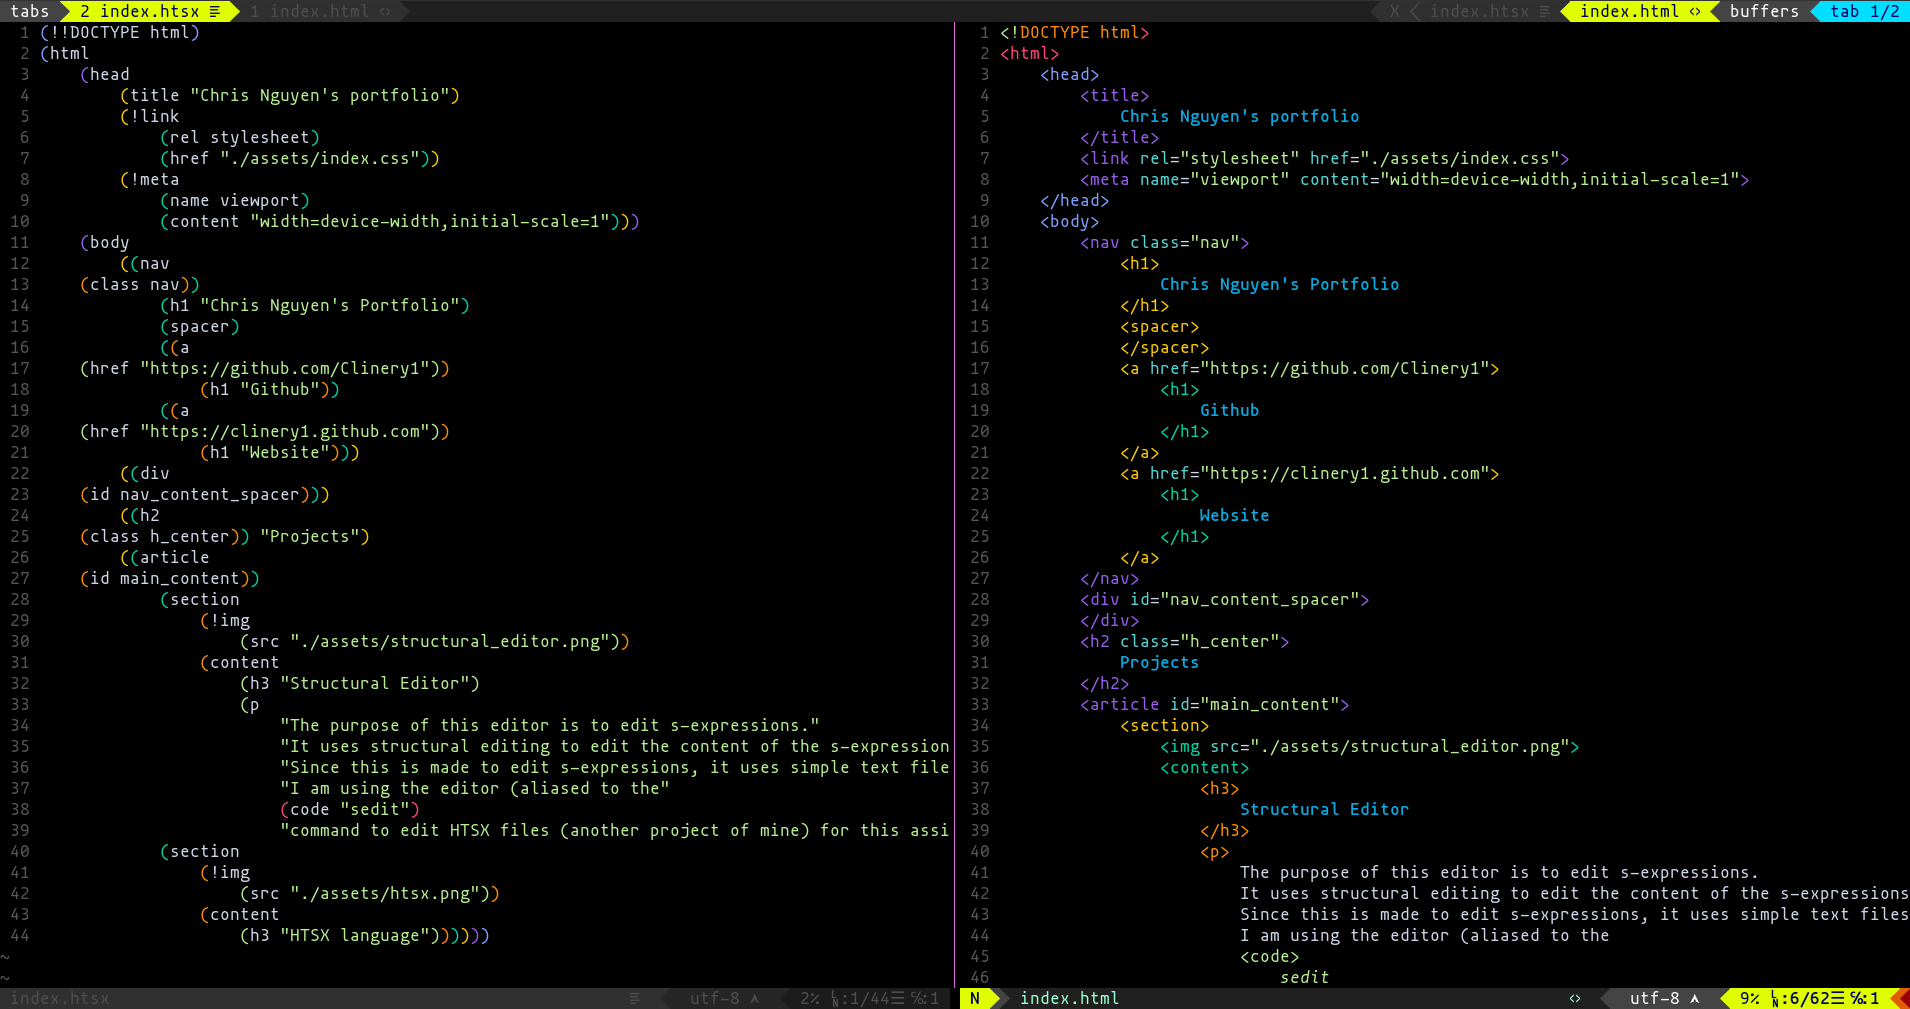 tabs 2 index.htsx 1 index.html X index.htsx index.html buffers tab 1/2
1 (!!DOCTYPE html)
2 (html
3 (head
4 (title "Chris Nguyen's portfolio")
5 (!link
6 (rel stylesheet)
7 (href "./assets/index.css"))
8 (!meta
9 (name viewport)
10 (content "width=device-width,initial-scale=1")))
11 (body
12 ((nav
13 (class nav))
14 (h1 "Chris Nguyen's Portfolio")
15 (spacer)
16 ((a
17 (href "https://github.com/Clinery1"))
18 (h1 "Github"))
19 ((a
20 (href "https://clinery1.github.com"))
21 (h1 "Website")))
22 ((div
23 (id nav_content_spacer)))
24 ((h2
25 (class h_center)) "Projects")
26 ((article
27 (id main_content))
28 (section
29 (!img
30 (src "./assets/structural_editor.png"))
31 (content
32 (h3 "Structural Editor")
33 (p
34 "The purpose of this editor is to edit s-expressions."
35 "It uses structural editing to edit the content of the s-expression
36 "Since this is made to edit s-expressions, it uses simple text file
37 "I am using the editor (aliased to the"
38 (code "sedit")
39 "command to edit HTSX files (another project of mine) for this assi
40 (section
41 (!img
42 (src "./assets/htsx.png"))
43 (content
44 (h3 "HTSX language"))))))
~
~
index.htsx utf-8 2% LN:1/44☰ ℅:1
1 <!DOCTYPE html>
2 <html>
3 <head>
4 <title>
5 Chris Nguyen's portfolio
6 </title>
7 <link rel="stylesheet" href="./assets/index.css">
8 <meta name="viewport" content="width=device-width,initial-scale=1">
9 </head>
10 <body>
11 <nav class="nav">
12 <h1>
13 Chris Nguyen's Portfolio
14 </h1>
15 <spacer>
16 </spacer>
17 <a href="https://github.com/Clinery1">
18 <h1>
19 Github
20 </h1>
21 </a>
22 <a href="https://clinery1.github.com">
23 <h1>
24 Website
25 </h1>
26 </a>
27 </nav>
28 <div id="nav_content_spacer">
29 </div>
30 <h2 class="h_center">
31 Projects
32 </h2>
33 <article id="main_content">
34 <section>
35 <img src="./assets/structural_editor.png">
36 <content>
37 <h3>
38 Structural Editor
39 </h3>
40 <p>
41 The purpose of this editor is to edit s-expressions.
42 It uses structural editing to edit the content of the s-expressions
43 Since this is made to edit s-expressions, it uses simple text files
44 I am using the editor (aliased to the
45 <code>
46 sedit
N index.html utf-8 9% LN:6/62☰ ℅:1